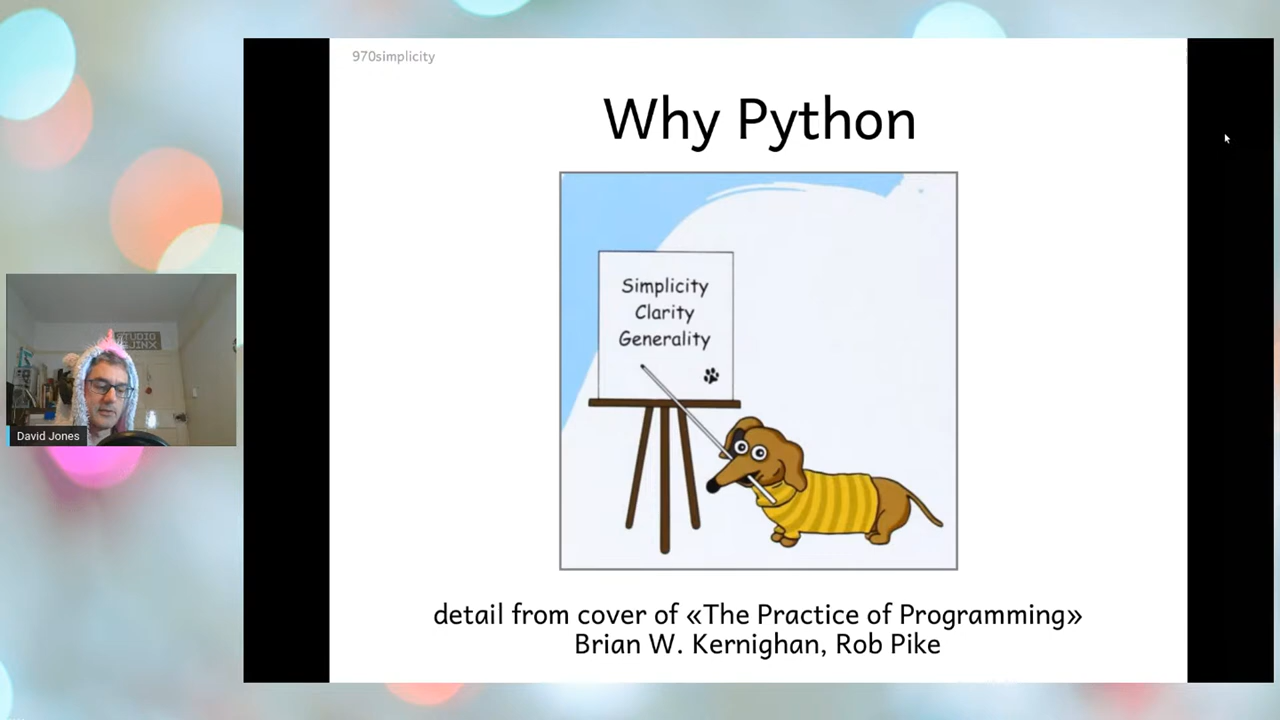 970simplicity
Why Python
Simplicity
Clarity
Generality
detail from cover of «The Practice of Programming»
Brian W. Kernighan, Rob Pike
STUDIO
David Jones